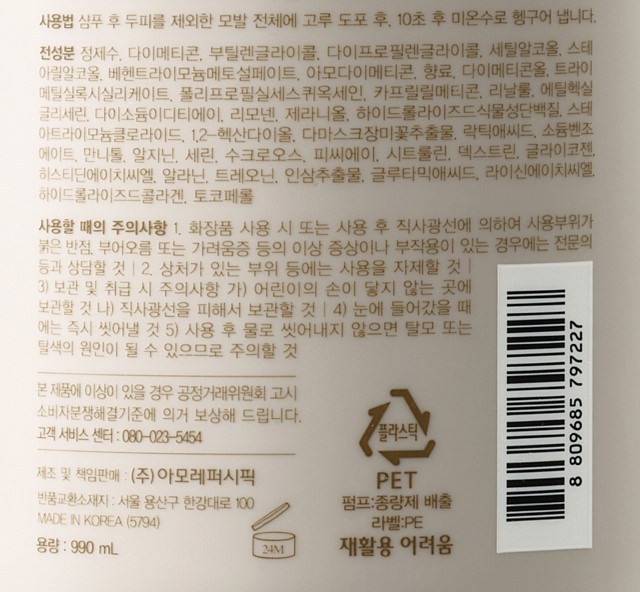 사용법 샴푸 후 두피를 제외한 모발 전체에 고루 도포 후, 10초 후 미온수로 헹구어 냅니다.
전성분 정제수, 다이메티콘, 부틸렌글라이콜, 다이프로필렌글라이콜, 세틸알코올, 스테
아릴알코올, 베헨트라이모늄메토설페이트, 아모다이메티콘, 향료, 다이메티콘올, 트라이
메틸실록시실리케이트, 폴리프로필실세스퀴옥세인, 카프릴릴메티콘, 리날룰, 에틸헥실
글리세린, 다이소듐이디티에이, 리모넨, 제라니올, 하이드롤라이즈드식물성단백질, 스테
아트라이모늄클로라이드, 1,2-헥산다이올, 다마스크장미꽃추출물, 락틱애씨드, 소듐벤조
에이트, 만니톨, 알지닌, 세린, 수크로오스, 피씨에이, 시트룰린, 덱스트린, 글라이코젠,
히스티딘에이치씨엘, 알라닌, 트레오닌, 인삼추출물, 글루타믹애씨드, 라이신에이치씨엘,
하이드롤라이즈드콜라겐, 토코페롤
사용할 때의 주의사항 1. 화장품 사용 시 또는 사용 후 직사광선에 의하여 사용부위가
붉은 반점, 부어오름 또는 가려움증 등의 이상 증상이나 부작용이 있는 경우에는 전문의
등과 상담할 것 | 2. 상처가 있는 부위 등에는 사용을 자제할 것 |
3) 보관 및 취급 시 주의사항 가) 어린이의 손이 닿지 않는 곳에
보관할 것 나) 직사광선을 피해서 보관할 것 | 4) 눈에 들어갔을 때
에는 즉시 씻어낼 것 5) 사용 후 물로 씻어내지 않으면 탈모 또는
탈색의 원인이 될 수 있으므로 주의할 것
본 제품에 이상이 있을 경우 공정거래위원회 고시
소비자분쟁해결기준에 의거 보상해 드립니다.
고객 서비스 센터 : 080-023-5454
제조 및 책임판매 : (주)아모레퍼시픽
반품교환소재지 : 서울 용산구 한강대로 100
MADE IN KOREA (5794)
용량 : 990 mL
24M
플라스틱
PET
펌프:종량제 배출
라벨:PE
재활용 어려움
8 809685 797227